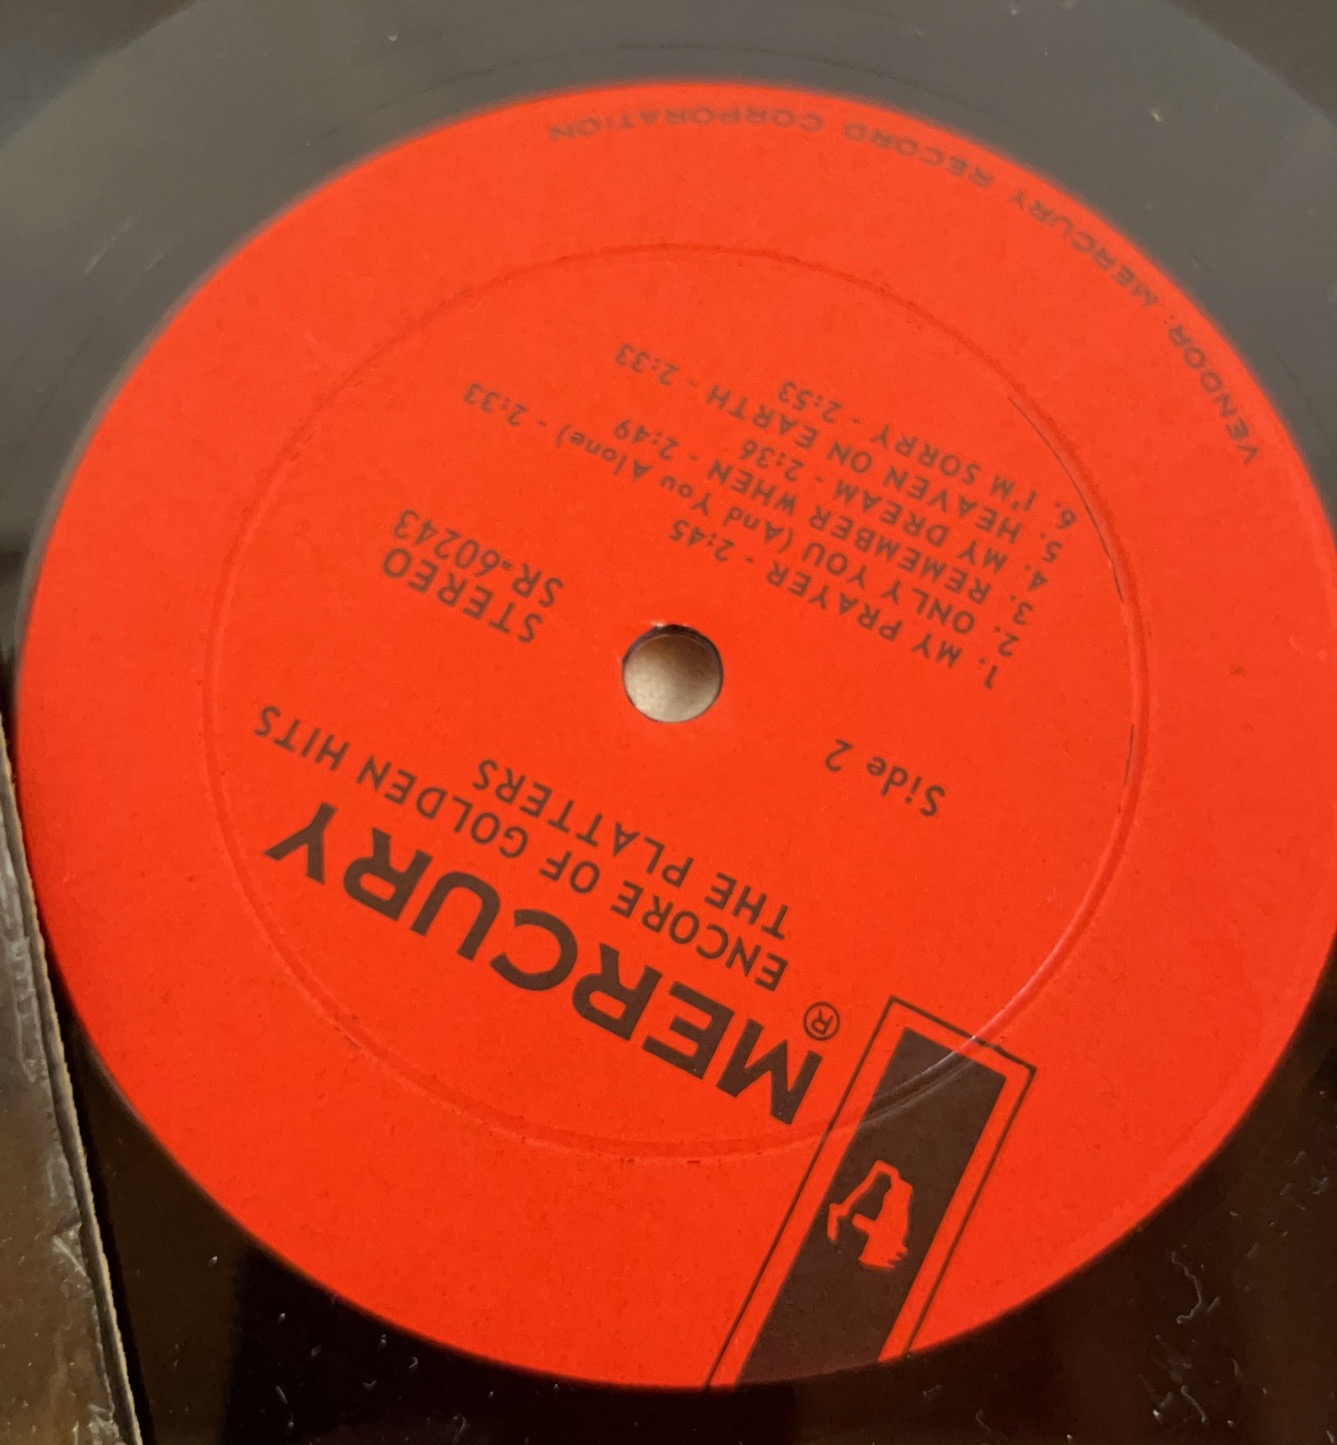 MERCURY
®
ENCORE OF GOLDEN HITS
THE PLATTERS
Side 2
STEREO
SR-60243
1. MY PRAYER - 2:45
2. ONLY YOU (And You Alone) - 2:33
3. REMEMBER WHEN - 2:49
4. MY DREAM - 2:36
5. HEAVEN ON EARTH - 2:33
6. I'M SORRY - 2:53
VENDOR: MERCURY RECORD CORPORATION